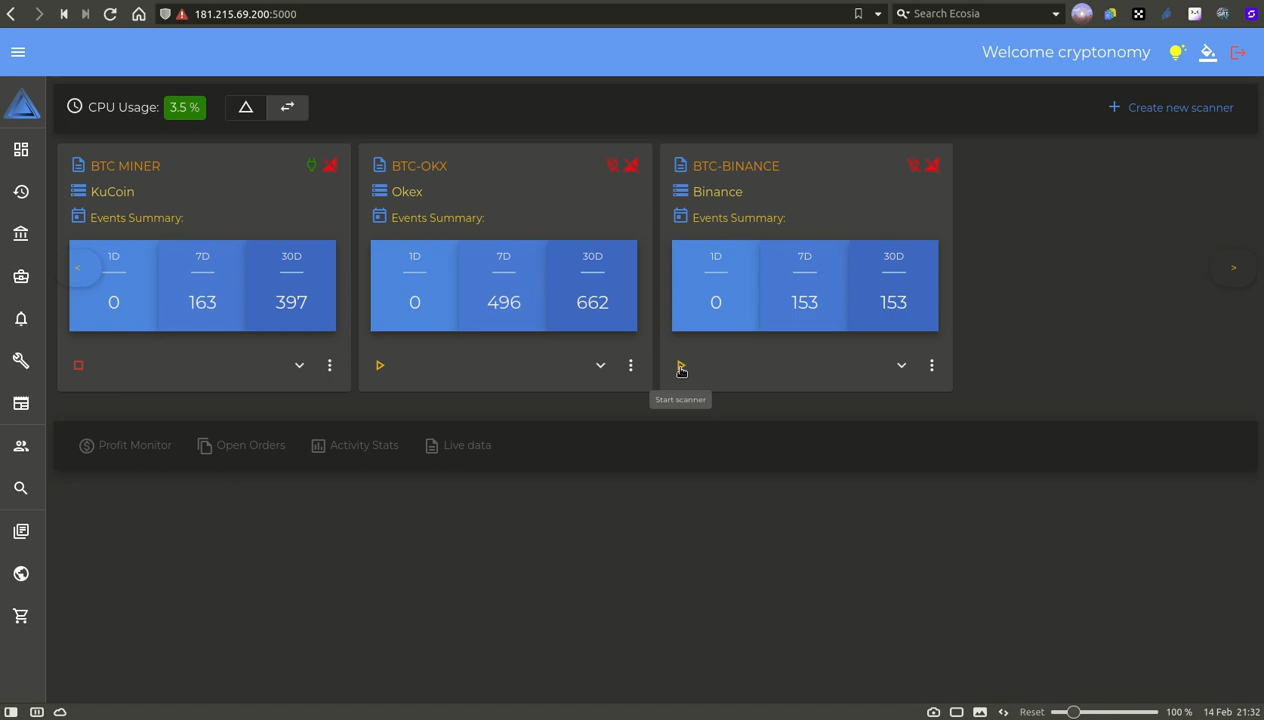 181.215.69.200:5000
Search Ecosia
Welcome cryptonomy
CPU Usage: 3.5 %
Create new scanner
BTC MINER
KuCoin
Events Summary:
1D 7D 30D
0 163 397
BTC-OKX
Okex
Events Summary:
1D 7D 30D
0 496 662
BTC-BINANCE
Binance
Events Summary:
1D 7D 30D
0 153 153
<
>
Start scanner
Profit Monitor Open Orders Activity Stats Live data
Reset 100 % 14 Feb 21:32